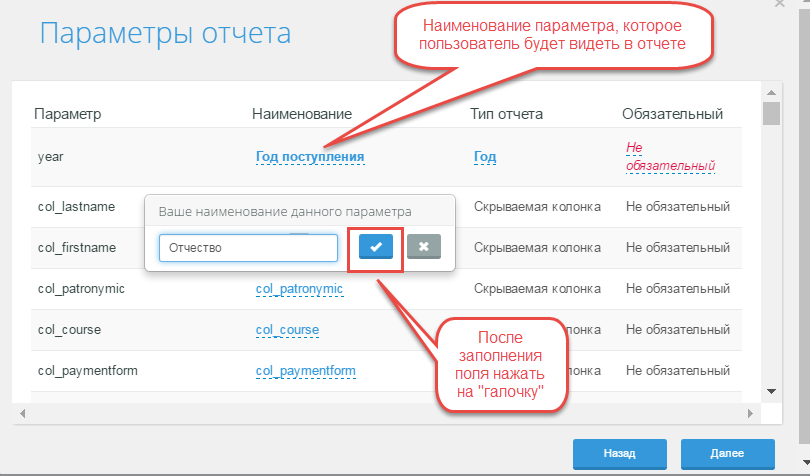 Параметры отчета
Наименование параметра, которое
пользователь будет видеть в отчете
Параметр Наименование Тип отчета Обязательный
year Год поступления Год Не
обязательный
col_lastname Скрываемая колонка Не обязательный
Ваше наименование данного параметра
Отчество
col_firstname Скрываемая колонка Не обязательный
col_patronymic col_patronymic Скрываемая колонка Не обязательный
col_course col_course колонка Не обязательный
col_paymentform col_paymentform колонка Не обязательный
После
заполнения
поля нажать
на "галочку"
Назад Далее